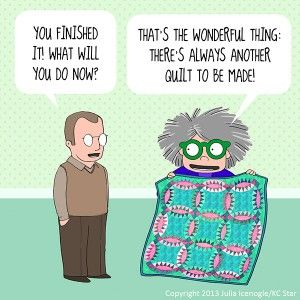 YOU FINISHED
IT! WHAT WILL
YOU DO NOW?
THAT'S THE WONDERFUL THING:
THERE'S ALWAYS ANOTHER
QUILT TO BE MADE!
Copyright 2013 Julia Icenogle/KC Star